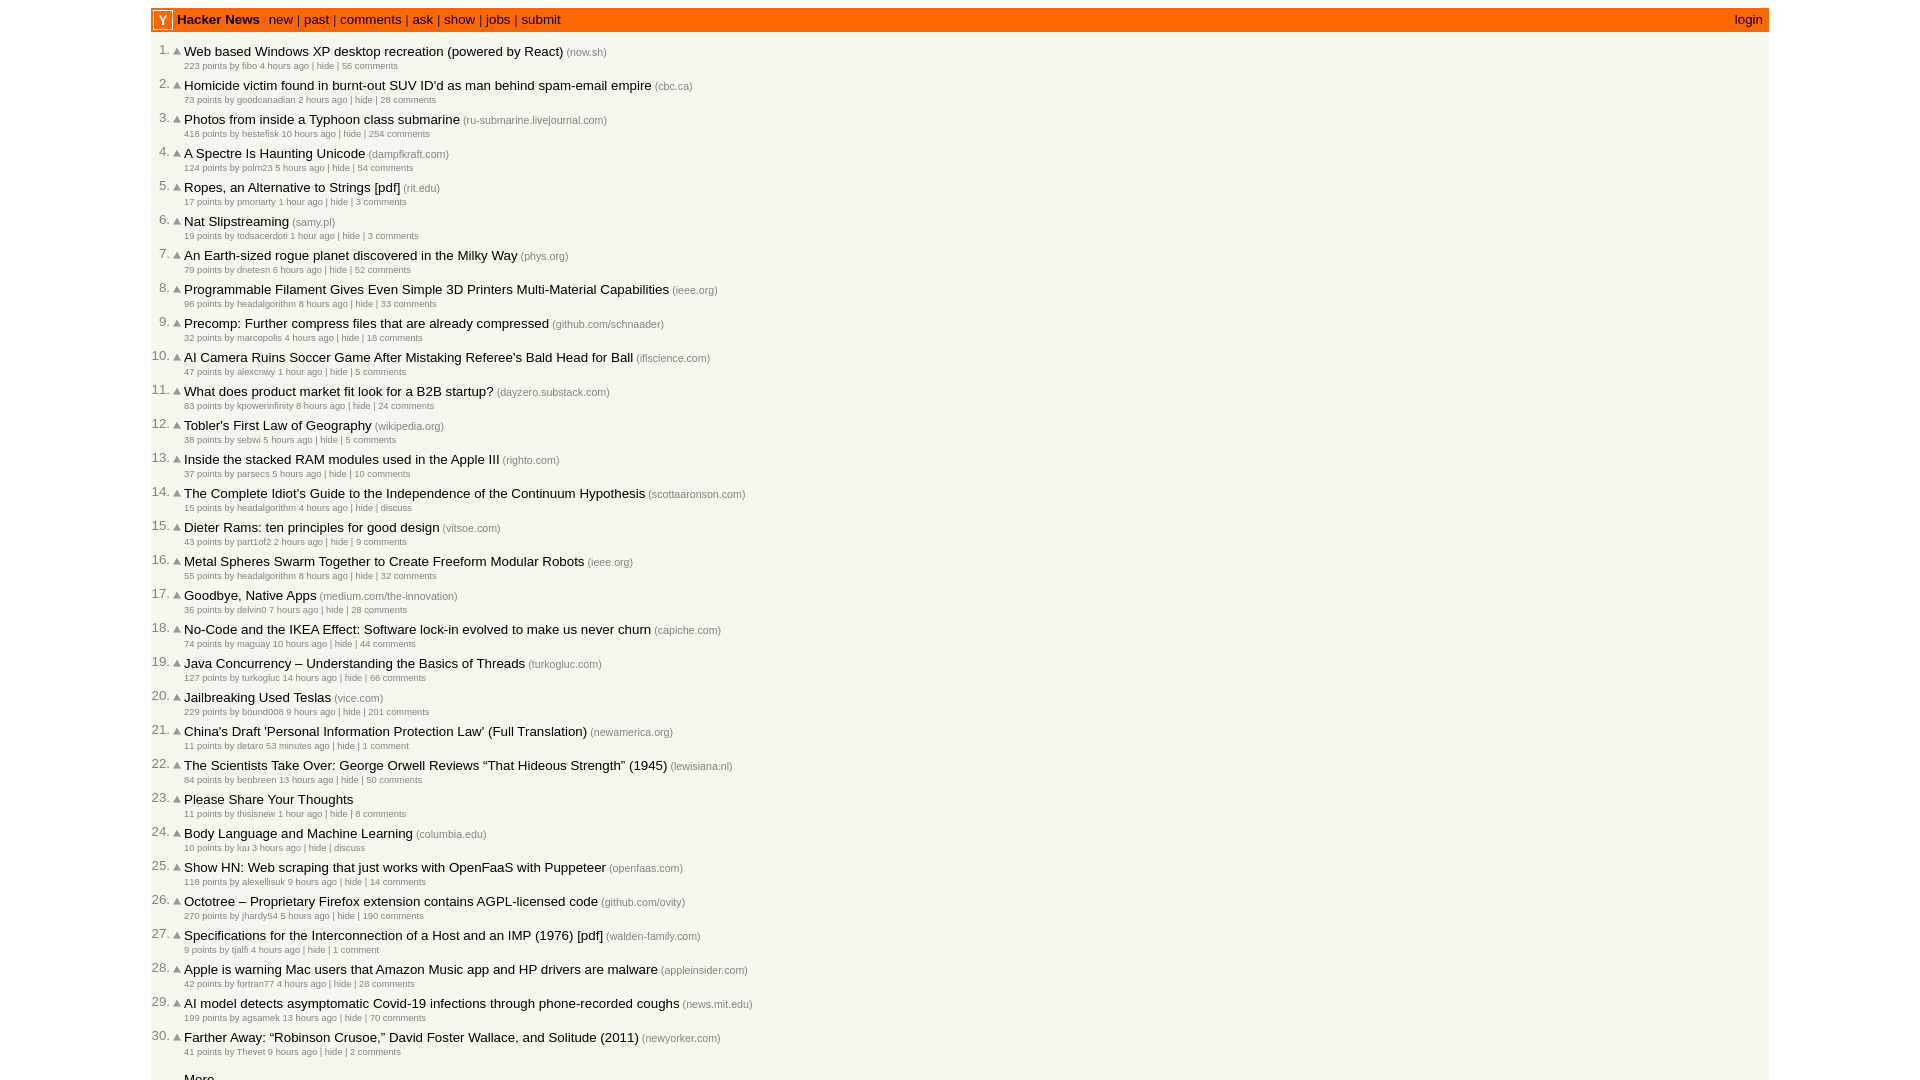 Y Hacker News new | past | comments | ask | show | jobs | submit login
1. Web based Windows XP desktop recreation (powered by React) (now.sh)
223 points by fibo 4 hours ago | hide | 56 comments
2. Homicide victim found in burnt-out SUV ID'd as man behind spam-email empire (cbc.ca)
73 points by goodcanadian 2 hours ago | hide | 28 comments
3. Photos from inside a Typhoon class submarine (ru-submarine.livejournal.com)
418 points by hestefisk 10 hours ago | hide | 254 comments
4. A Spectre Is Haunting Unicode (dampfkraft.com)
124 points by polm23 5 hours ago | hide | 54 comments
5. Ropes, an Alternative to Strings [pdf] (rit.edu)
17 points by pmoriarty 1 hour ago | hide | 3 comments
6. Nat Slipstreaming (samy.pl)
19 points by todsacerdoti 1 hour ago | hide | 3 comments
7. An Earth-sized rogue planet discovered in the Milky Way (phys.org)
79 points by dnetesn 6 hours ago | hide | 52 comments
8. Programmable Filament Gives Even Simple 3D Printers Multi-Material Capabilities (ieee.org)
96 points by headalgorithm 8 hours ago | hide | 33 comments
9. Precomp: Further compress files that are already compressed (github.com/schnaader)
32 points by marcopolis 4 hours ago | hide | 18 comments
10. AI Camera Ruins Soccer Game After Mistaking Referee's Bald Head for Ball (iflscience.com)
47 points by alexcnwy 1 hour ago | hide | 5 comments
11. What does product market fit look for a B2B startup? (dayzero.substack.com)
83 points by kpowerinfinity 8 hours ago | hide | 24 comments
12. Tobler's First Law of Geography (wikipedia.org)
38 points by sebwi 5 hours ago | hide | 5 comments
13. Inside the stacked RAM modules used in the Apple III (righto.com)
37 points by parsecs 5 hours ago | hide | 10 comments
14. The Complete Idiot’s Guide to the Independence of the Continuum Hypothesis (scottaaronson.com)
15 points by headalgorithm 4 hours ago | hide | discuss
15. Dieter Rams: ten principles for good design (vitsoe.com)
43 points by part1of2 2 hours ago | hide | 9 comments
16. Metal Spheres Swarm Together to Create Freeform Modular Robots (ieee.org)
55 points by headalgorithm 8 hours ago | hide | 32 comments
17. Goodbye, Native Apps (medium.com/the-innovation)
35 points by delvin0 7 hours ago | hide | 28 comments
18. No-Code and the IKEA Effect: Software lock-in evolved to make us never churn (capiche.com)
74 points by maguay 10 hours ago | hide | 44 comments
19. Java Concurrency – Understanding the Basics of Threads (turkogluc.com)
127 points by turkogluc 14 hours ago | hide | 66 comments
20. Jailbreaking Used Teslas (vice.com)
229 points by bound008 9 hours ago | hide | 201 comments
21. China's Draft 'Personal Information Protection Law' (Full Translation) (newamerica.org)
11 points by detaro 53 minutes ago | hide | 1 comment
22. The Scientists Take Over: George Orwell Reviews “That Hideous Strength” (1945) (lewisiana.nl)
84 points by benbreen 13 hours ago | hide | 50 comments
23. Please Share Your Thoughts
11 points by thisisnew 1 hour ago | hide | 8 comments
24. Body Language and Machine Learning (columbia.edu)
10 points by luu 3 hours ago | hide | discuss
25. Show HN: Web scraping that just works with OpenFaaS with Puppeteer (openfaas.com)
118 points by alexellisuk 9 hours ago | hide | 14 comments
26. Octotree – Proprietary Firefox extension contains AGPL-licensed code (github.com/ovity)
270 points by jhardy54 5 hours ago | hide | 190 comments
27. Specifications for the Interconnection of a Host and an IMP (1976) [pdf] (walden-family.com)
9 points by tjalfi 4 hours ago | hide | 1 comment
28. Apple is warning Mac users that Amazon Music app and HP drivers are malware (appleinsider.com)
42 points by fortran77 4 hours ago | hide | 28 comments
29. AI model detects asymptomatic Covid-19 infections through phone-recorded coughs (news.mit.edu)
199 points by agsamek 13 hours ago | hide | 70 comments
30. Farther Away: “Robinson Crusoe,” David Foster Wallace, and Solitude (2011) (newyorker.com)
41 points by Thevet 9 hours ago | hide | 2 comments
More